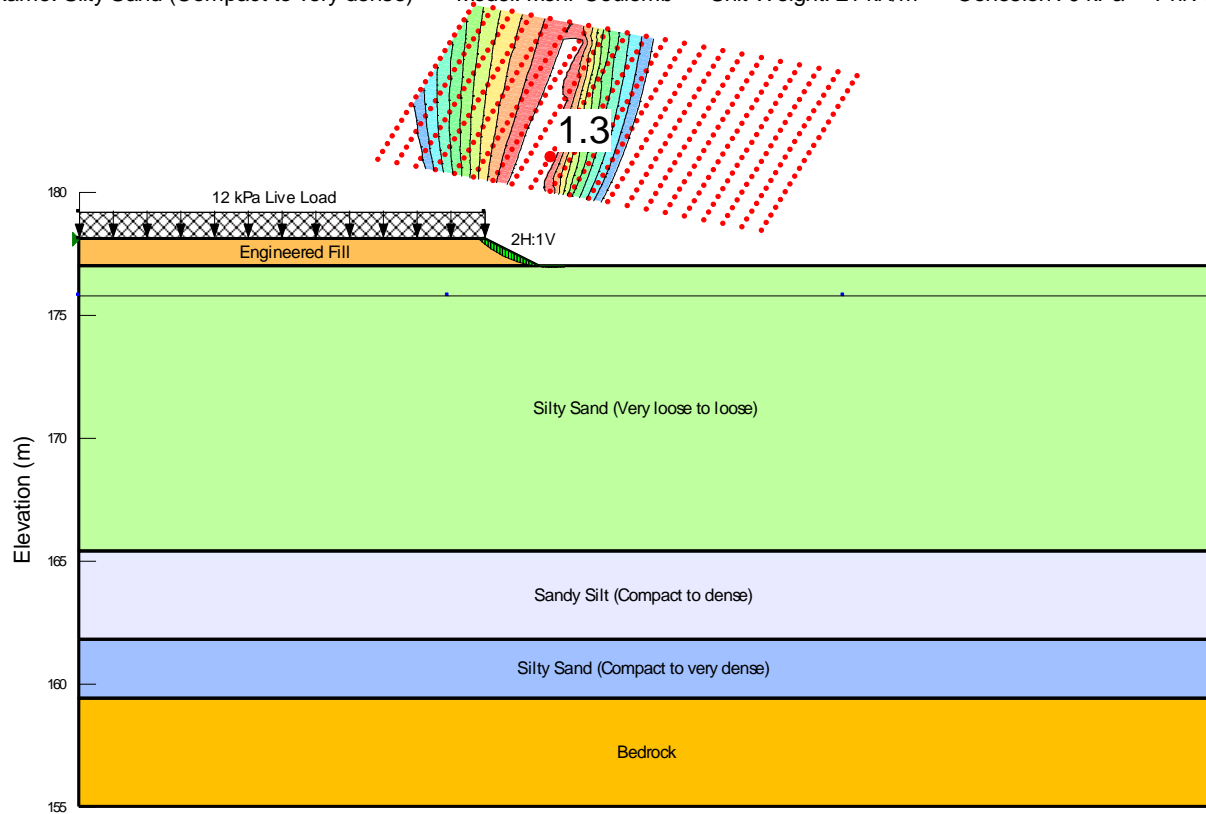 Silty Sand (Compact to very dense) Model: Mohr-Coulomb Unit Weight: 21 kN/m Cohesion': 0 kPa
1.3
180
12 kPa Live Load
2H:1V
Engineered Fill
175
Silty Sand (Very loose to loose)
170
Elevation (m)
165
Sandy Silt (Compact to dense)
Silty Sand (Compact to very dense)
160
Bedrock
155